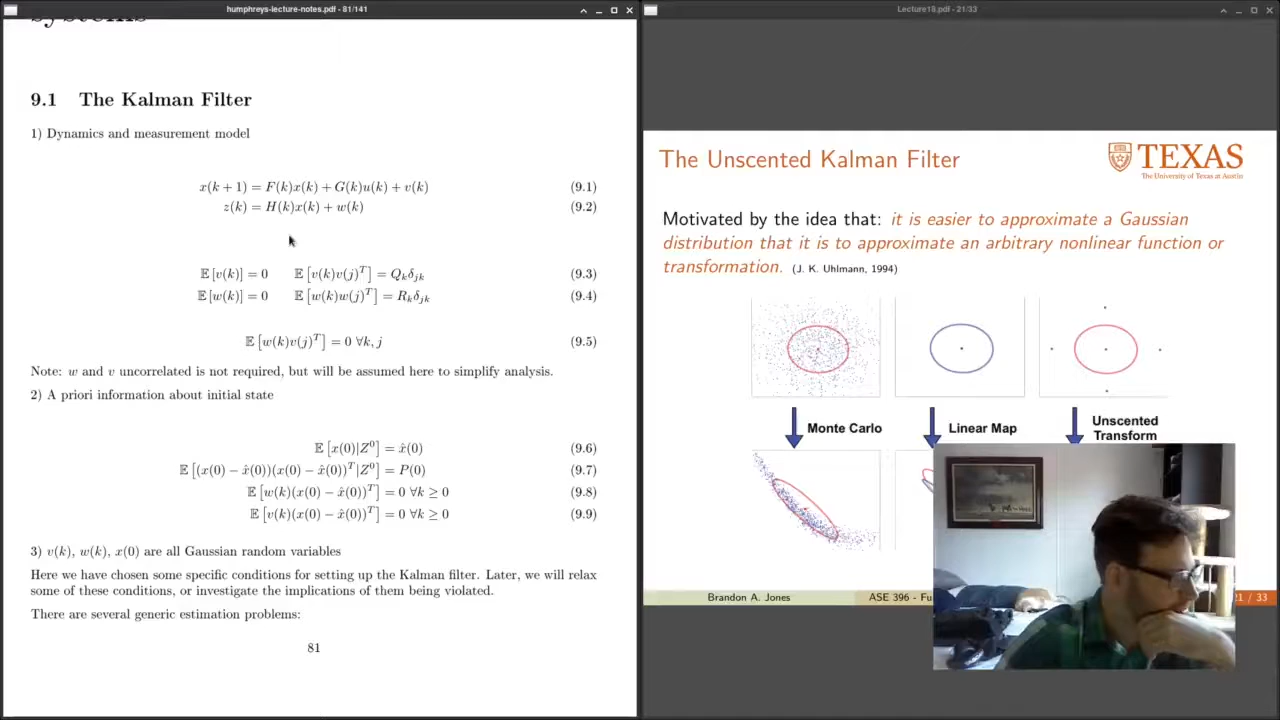 humphreys-lecture-notes.pdf - 81/141
systems
9.1 The Kalman Filter
1) Dynamics and measurement model
x(k + 1) = F(k)x(k) + G(k)u(k) + v(k) (9.1)
z(k) = H(k)x(k) + w(k) (9.2)
𝔼 [v(k)] = 0 𝔼 [v(k)v(j)ᵀ] = Qₖδⱼₖ (9.3)
𝔼 [w(k)] = 0 𝔼 [w(k)w(j)ᵀ] = Rₖδⱼₖ (9.4)
𝔼 [w(k)v(j)ᵀ] = 0 ∀k, j (9.5)
Note: w and v uncorrelated is not required, but will be assumed here to simplify analysis.
2) A priori information about initial state
𝔼 [x(0)|Z⁰] = x̂(0) (9.6)
𝔼 [(x(0) − x̂(0))(x(0) − x̂(0))ᵀ|Z⁰] = P(0) (9.7)
𝔼 [w(k)(x(0) − x̂(0))ᵀ] = 0 ∀k ≥ 0 (9.8)
𝔼 [v(k)(x(0) − x̂(0))ᵀ] = 0 ∀k ≥ 0 (9.9)
3) v(k), w(k), x(0) are all Gaussian random variables
Here we have chosen some specific conditions for setting up the Kalman filter. Later, we will relax
some of these conditions, or investigate the implications of them being violated.
There are several generic estimation problems:
81
Lecture18.pdf - 21/33
The Unscented Kalman Filter
TEXAS
The University of Texas at Austin
Motivated by the idea that: it is easier to approximate a Gaussian
distribution that it is to approximate an arbitrary nonlinear function or
transformation. (J. K. Uhlmann, 1994)
Monte Carlo
Linear Map
Unscented
Transform
Brandon A. Jones
ASE 396 - Fu
21 / 33